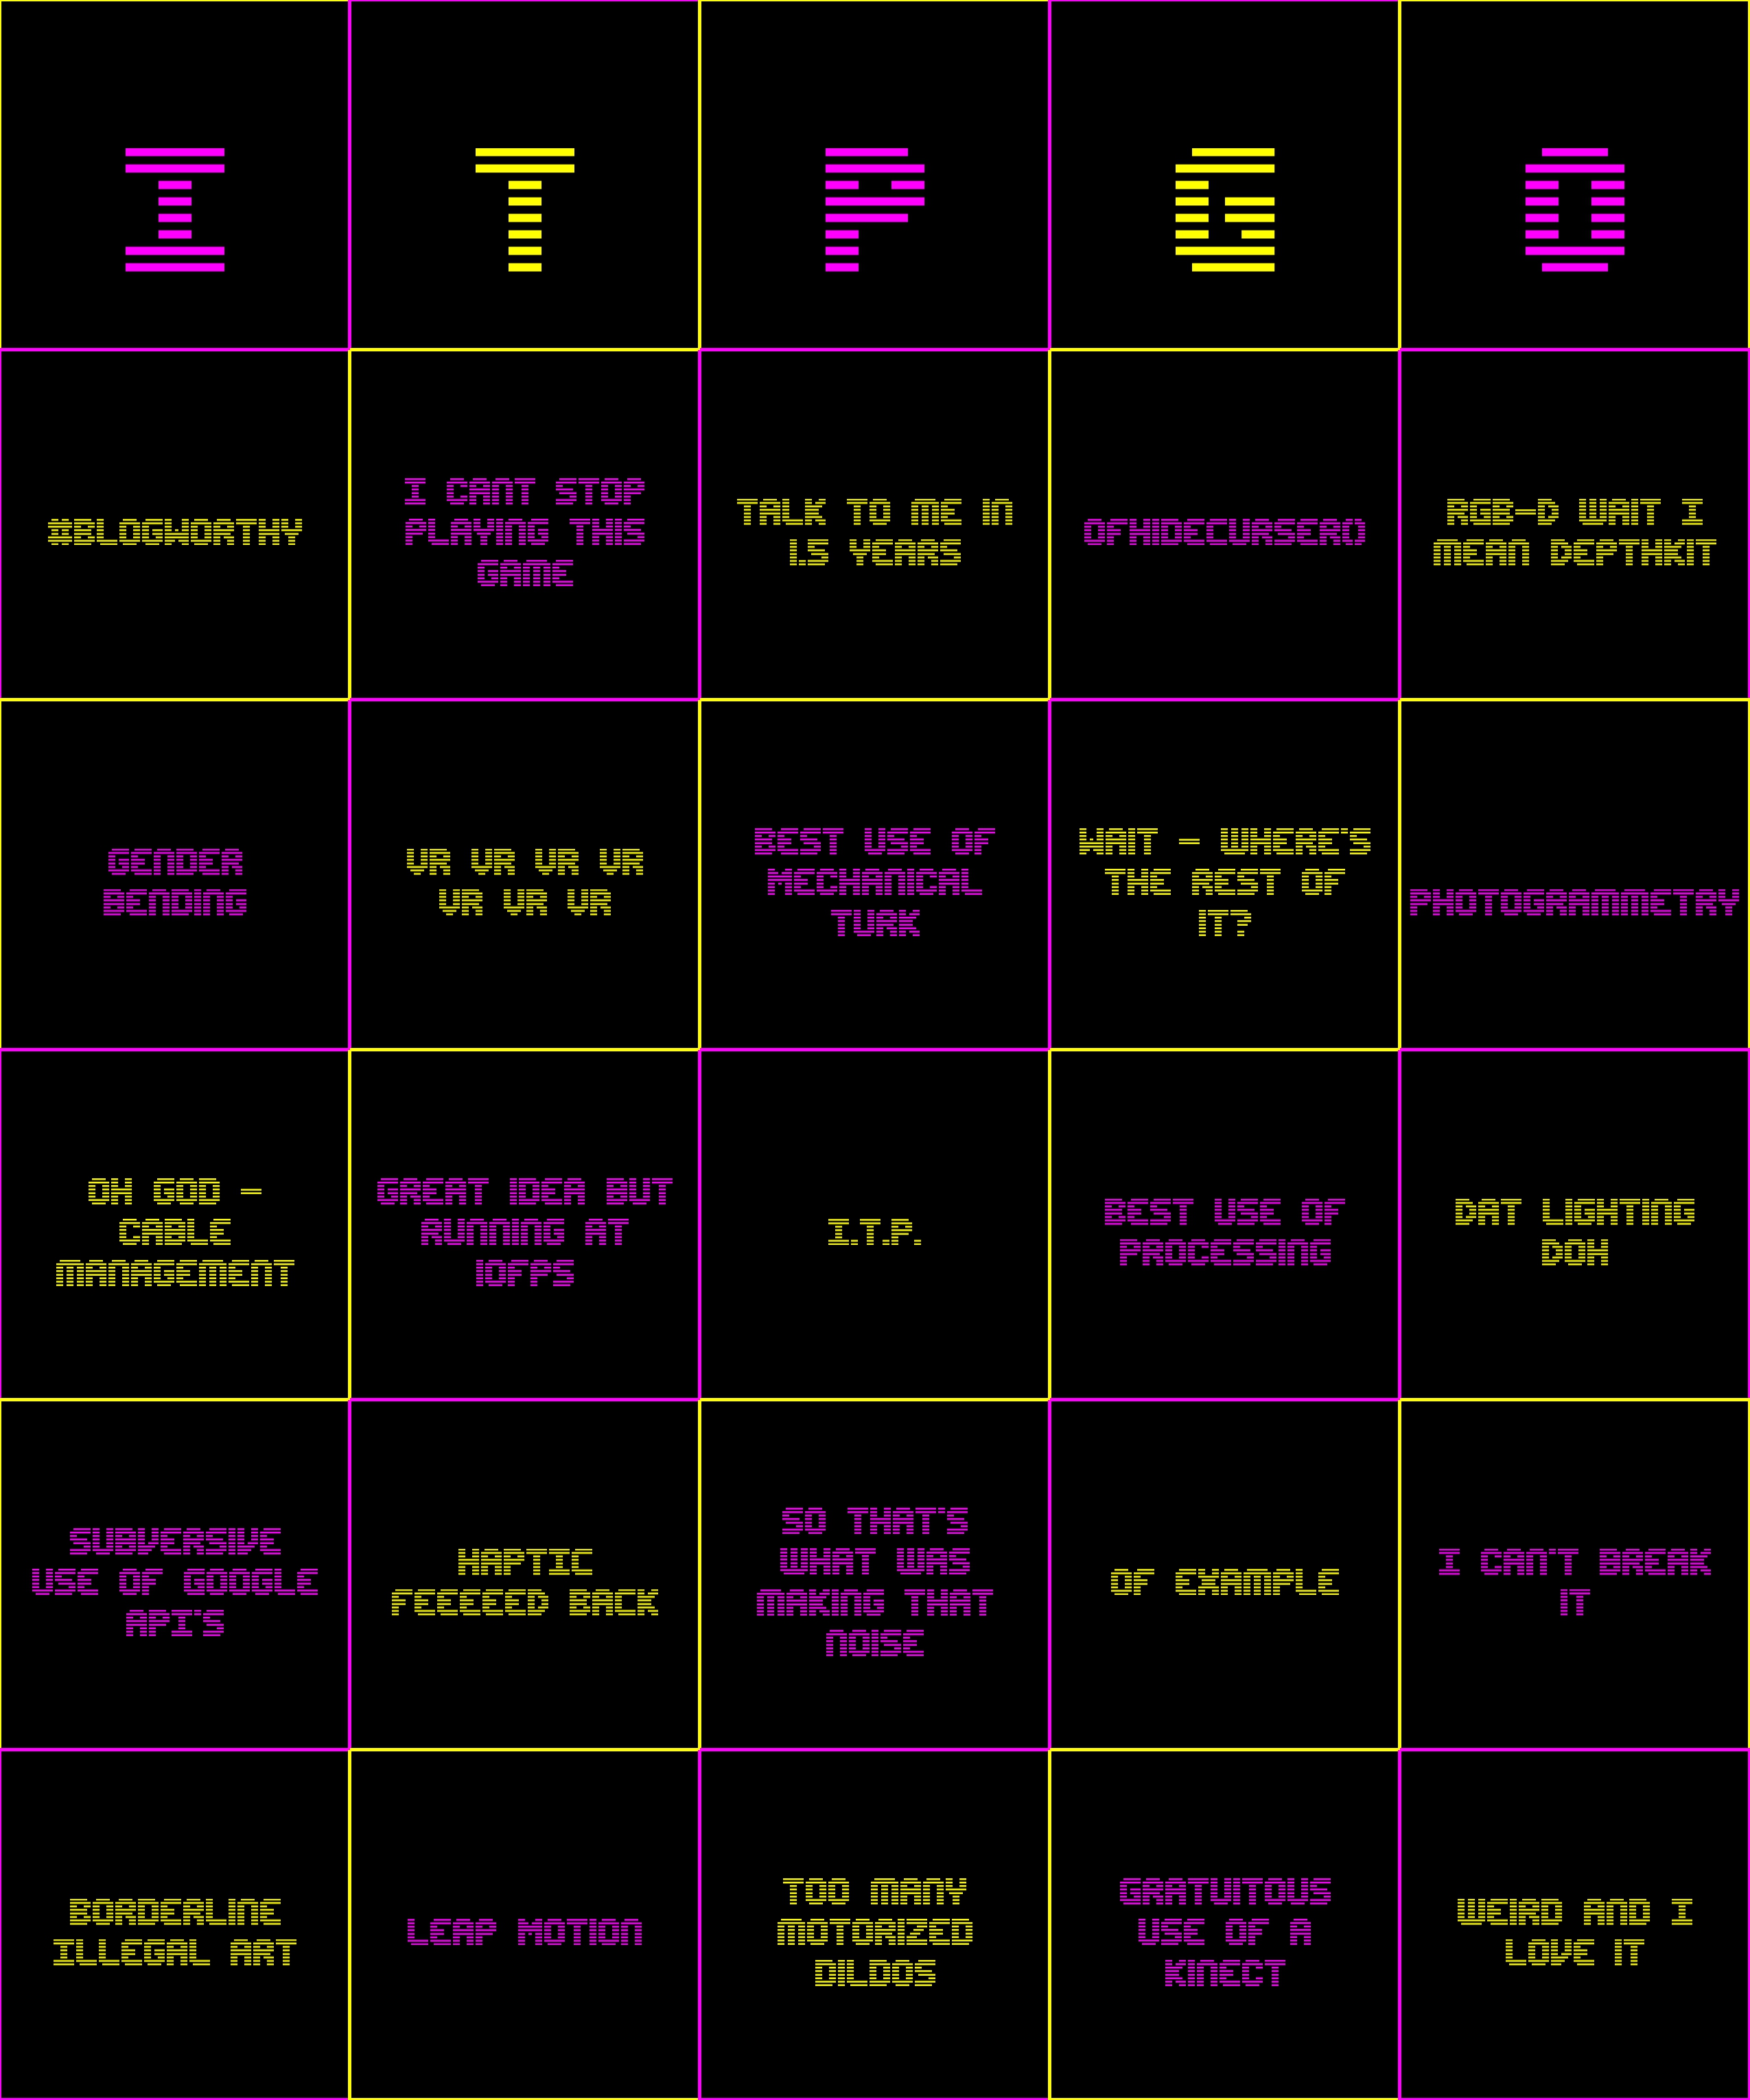 I
T
P
G
O
#BLOGWORTHY
I CANT STOP
PLAYING THIS
GAME
TALK TO ME IN
15 YEARS
OFHIDECURSER()
RGB-D WAIT I
MEAN DEPTHKIT
GENDER
BENDING
VR VR VR VR
VR VR VR
BEST USE OF
MECHANICAL
TURK
WAIT - WHERE'S
THE REST OF
IT?
PHOTOGRAMMETRY
OH GOD -
CABLE
MANAGEMENT
GREAT IDEA BUT
RUNNING AT
10FPS
I.T.P.
BEST USE OF
PROCESSING
DAT LIGHTING
DOH
SUBVERSIVE
USE OF GOOGLE
API'S
HAPTIC
FEEEEED BACK
SO THAT'S
WHAT WAS
MAKING THAT
NOISE
OF EXAMPLE
I CAN'T BREAK
IT
BORDERLINE
ILLEGAL ART
LEAP MOTION
TOO MANY
MOTORIZED
DILDOS
GRATUITOUS
USE OF A
KINECT
WEIRD AND I
LOVE IT